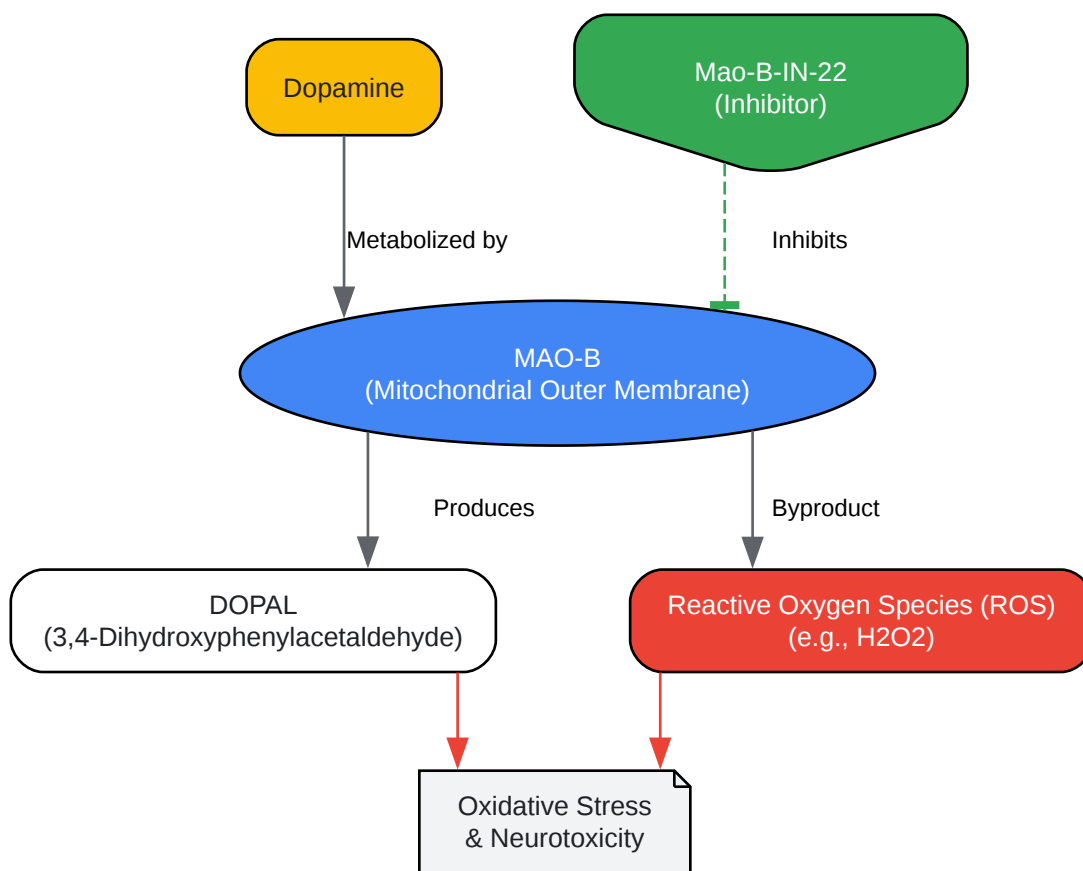 Dopamine
Mao-B-IN-22
(Inhibitor)
Metabolized by
Inhibits
MAO-B
(Mitochondrial Outer Membrane)
Produces
Byproduct
DOPAL
(3,4-Dihydroxyphenylacetaldehyde)
Reactive Oxygen Species (ROS)
(e.g., H2O2)
Oxidative Stress
& Neurotoxicity